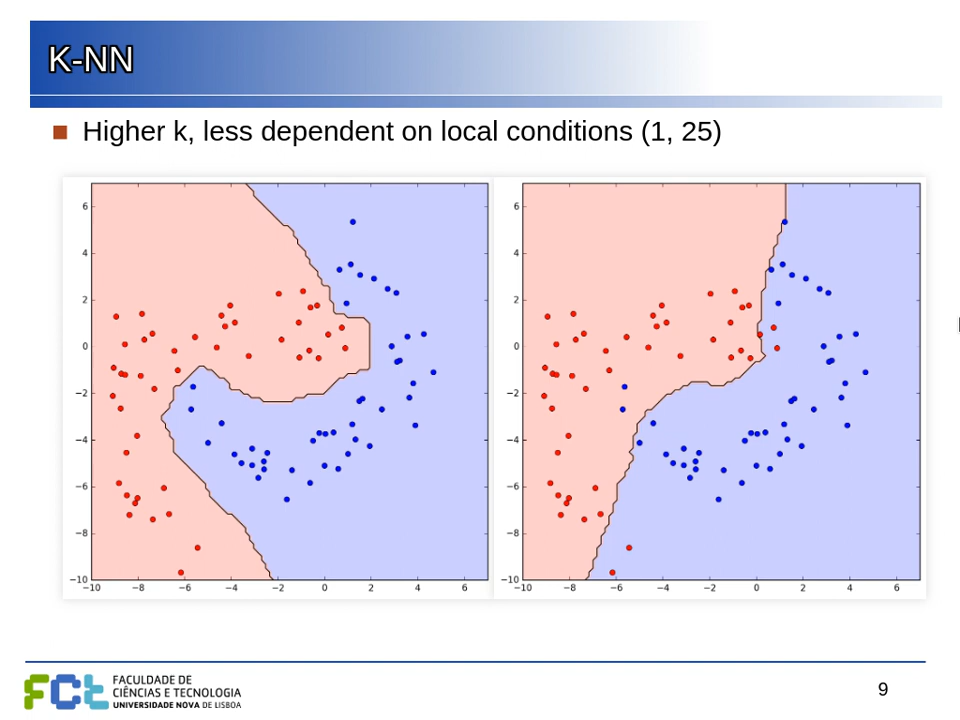 K-NN
Higher k, less dependent on local conditions (1, 25)
6
4
2
0
−2
−4
−6
−8
−10
−10 −8 −6 −4 −2 0 2 4 6
6
4
2
0
−2
−4
−6
−8
−10
−10 −8 −6 −4 −2 0 2 4 6
FCt
FACULDADE DE
CIÊNCIAS E TECNOLOGIA
UNIVERSIDADE NOVA DE LISBOA
9